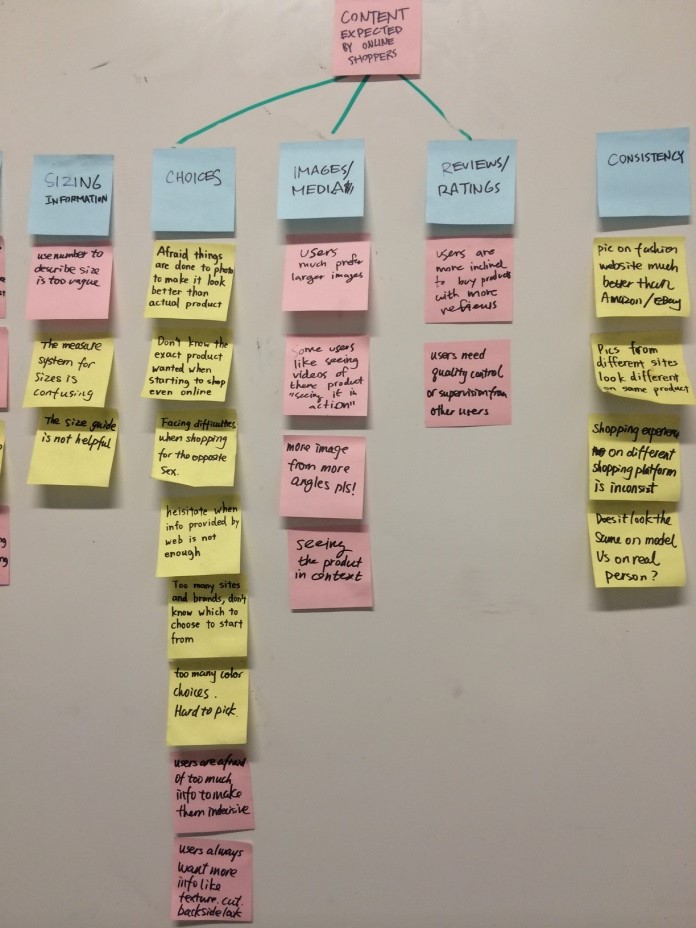 CONTENT
EXPECTED
BY ONLINE
SHOPPERS
SIZING
INFORMATION
use number to
describe size
is too vague
The measure
system for
sizes is
confusing
The size guide
is not helpful
CHOICES
Afraid things
are done to photo
to make it look
better than
actual product
Don't know the
exact product
wanted when
starting to shop
even online
Facing difficulties
when shopping
for the opposite
sex.
heisitate when
info provided by
web is not
enough
Too many sites
and brands, don't
know which to
choose to start
from
too many color
choices.
Hard to pick.
users are afraid
of too much
info to make
them indecisive
users always
want more
info like
texture. cut.
backside look
IMAGES/
MEDIA
users
much prefer
larger images
Some users
like seeing
videos of
there product
"seeing it in
action"
more image
from more
angles pls!
seeing
the product
in context
REVIEWS/
RATINGS
users are
more inclined
to buy products
with more
reviews
users need
quality control
or supervision from
other users
CONSISTENCY
pic on fashion
website much
better than
Amazon/eBay
Pics from
different sites
look different
on same product
Shopping experience
on different
shopping platform
is inconsist
Does it look the
same on model
Vs on real
person?